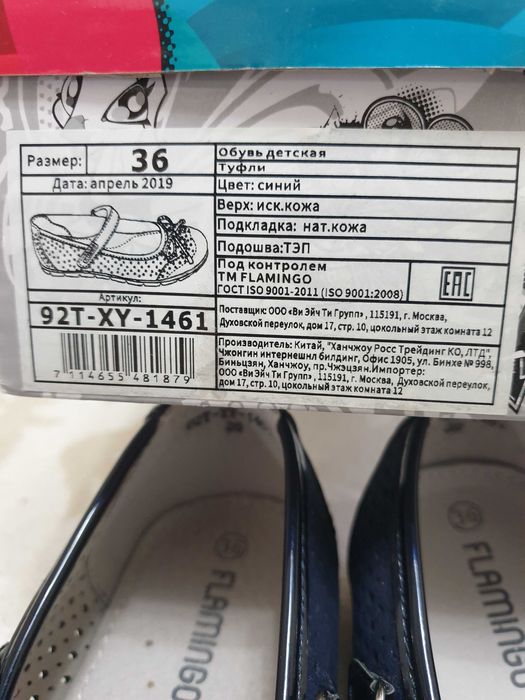 Размер: 36
Дата: апрель 2019
Артикул:
92T-XY-1461
7 114655 481879
Обувь детская
Туфли
Цвет: синий
Верх: иск.кожа
Подкладка: нат.кожа
Подошва:ТЭП
Под контролем
ТМ FLAMINGO
ГОСТ ISO 9001-2011 (ISO 9001:2008)
ЕАС
Поставщик: ООО «Ви Эйч Ти Групп» , 115191, г. Москва,
Духовской переулок, дом 17, стр. 10, цокольный этаж комната 12
Производитель: Китай, "Ханчжоу Росс Трейдинг КО, ЛТД",
Чжонгин интернешнл билдинг, Офис 1905, ул. Бинхе № 998,
Биньцзян, Ханчжоу, пр.Чжэцзян.Импортер:
ООО«Ви Эйч Ти Групп» , 115191, г. Москва, Духовской переулок,
дом 17, стр. 10, цокольный этаж комната 12
36
FLAMINGO
36
FLAMINGO